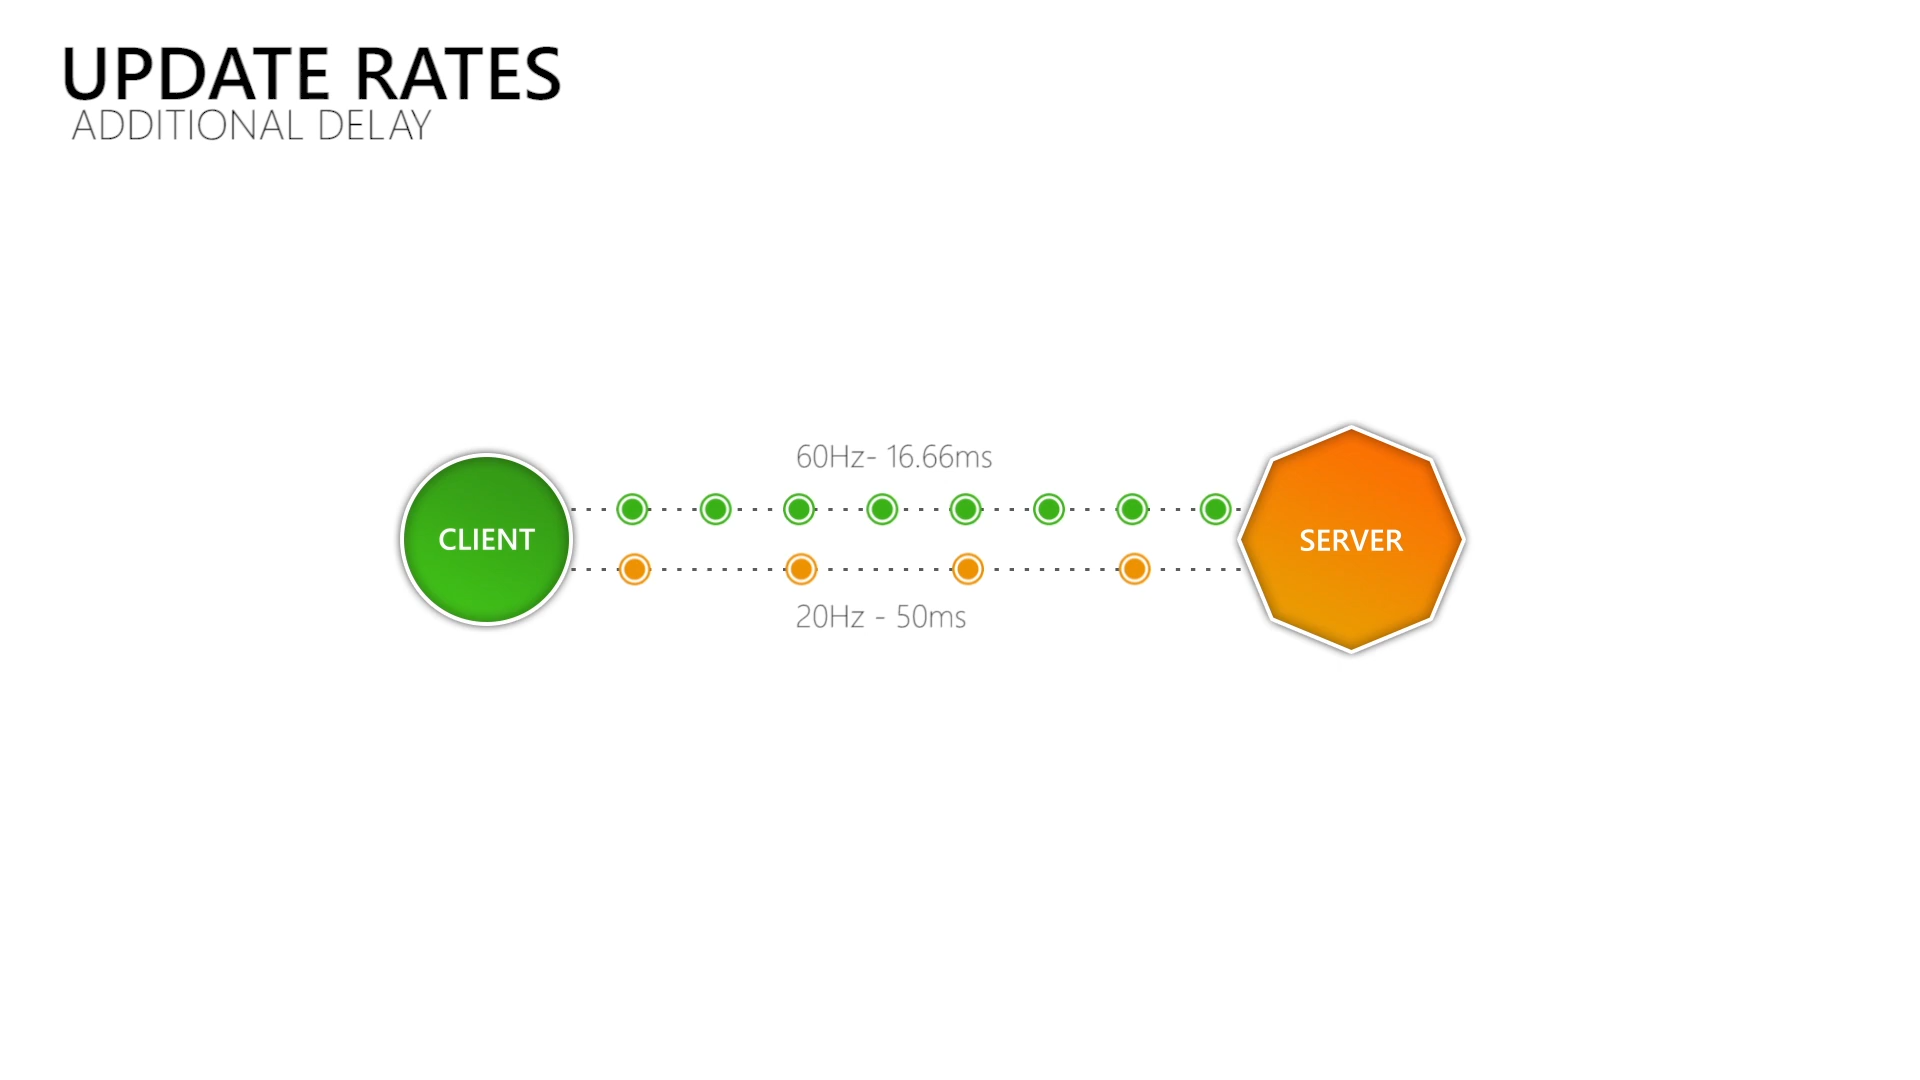 UPDATE RATES
ADDITIONAL DELAY
60Hz- 16.66ms
CLIENT
SERVER
20Hz - 50ms